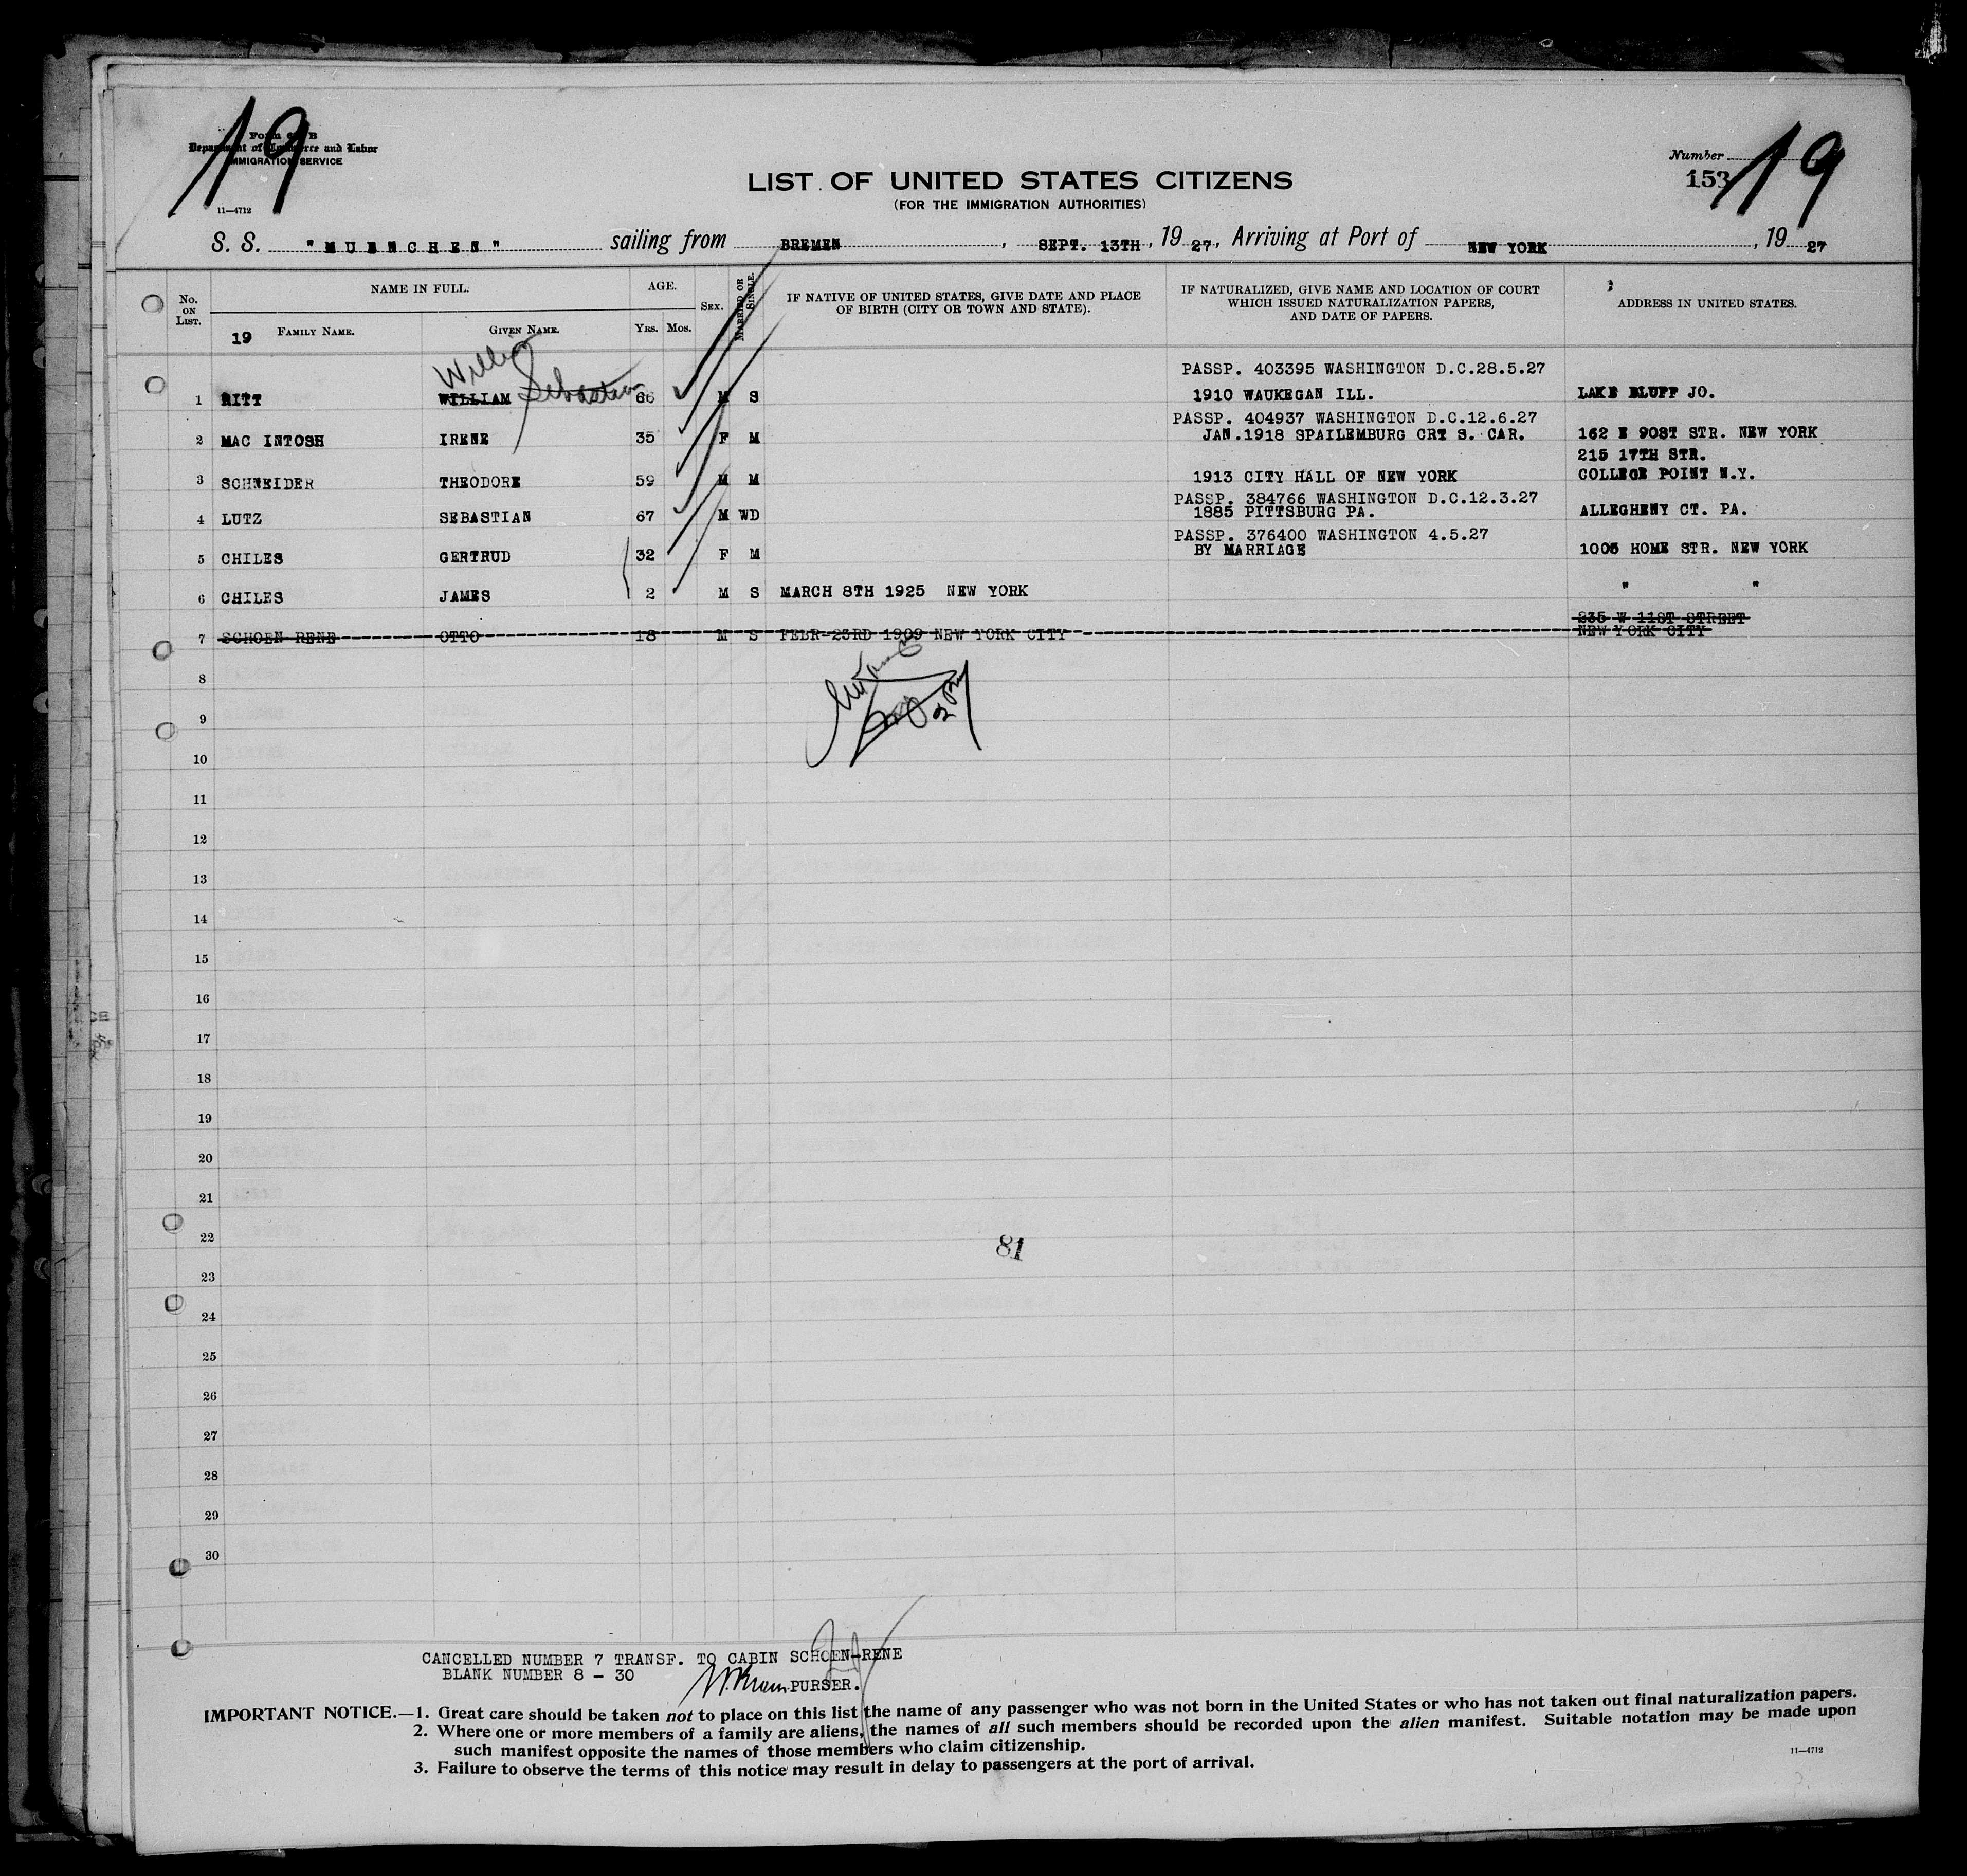 19
Department of Commerce and Labor
IMMIGRATION SERVICE
11—4712
Number
153
19
LIST OF UNITED STATES CITIZENS
(FOR THE IMMIGRATION AUTHORITIES)
S. S. "MUENCHEN" sailing from BREMEN, SEPT. 13TH, 1927, Arriving at Port of NEW YORK, 1927
No. ON LIST. NAME IN FULL. AGE. SEX. MARRIED OR SINGLE. IF NATIVE OF UNITED STATES, GIVE DATE AND PLACE OF BIRTH (CITY OR TOWN AND STATE). IF NATURALIZED, GIVE NAME AND LOCATION OF COURT WHICH ISSUED NATURALIZATION PAPERS, AND DATE OF PAPERS. ADDRESS IN UNITED STATES.
19 FAMILY NAME. GIVEN NAME. YRS. MOS.
Sebastian
PASSP. 403395 WASHINGTON D.C.28.5.27
1 RITT WILLIAM 66 M S 1910 WAUKEGAN ILL. LAKE BLUFF JO.
PASSP. 404937 WASHINGTON D.C.12.6.27
2 MAC INTOSH IRENE 35 F M JAN.1918 SPAILEMBURG CRT S. CAR. 162 E 90ST STR. NEW YORK
215 17TH STR.
3 SCHNEIDER THEODORE 59 M M 1913 CITY HALL OF NEW YORK COLLEGE POINT N.Y.
PASSP. 384766 WASHINGTON D.C.12.3.27
4 LUTZ SEBASTIAN 67 M WD 1885 PITTSBURG PA. ALLEGHENY CT. PA.
PASSP. 376400 WASHINGTON 4.5.27
5 CHILES GERTRUD 32 F M BY MARRIAGE 1005 HOME STR. NEW YORK
6 CHILES JAMES 2 M S MARCH 8TH 1925 NEW YORK " "
235 W 11ST STREET
7 SCHOEN RENE OTTO 18 M S FEBR-23RD 1909 NEW YORK CITY NEW YORK CITY
8
9
10
11
12
13
14
15
16
17
18
19
20
21
22
81
23
24
25
26
27
28
29
30
CANCELLED NUMBER 7 TRANSF. TO CABIN SCHOEN-RENE
BLANK NUMBER 8 - 30
PURSER.
IMPORTANT NOTICE.—1. Great care should be taken not to place on this list the name of any passenger who was not born in the United States or who has not taken out final naturalization papers.
2. Where one or more members of a family are aliens, the names of all such members should be recorded upon the alien manifest. Suitable notation may be made upon
such manifest opposite the names of those members who claim citizenship.
3. Failure to observe the terms of this notice may result in delay to passengers at the port of arrival.
11—4712